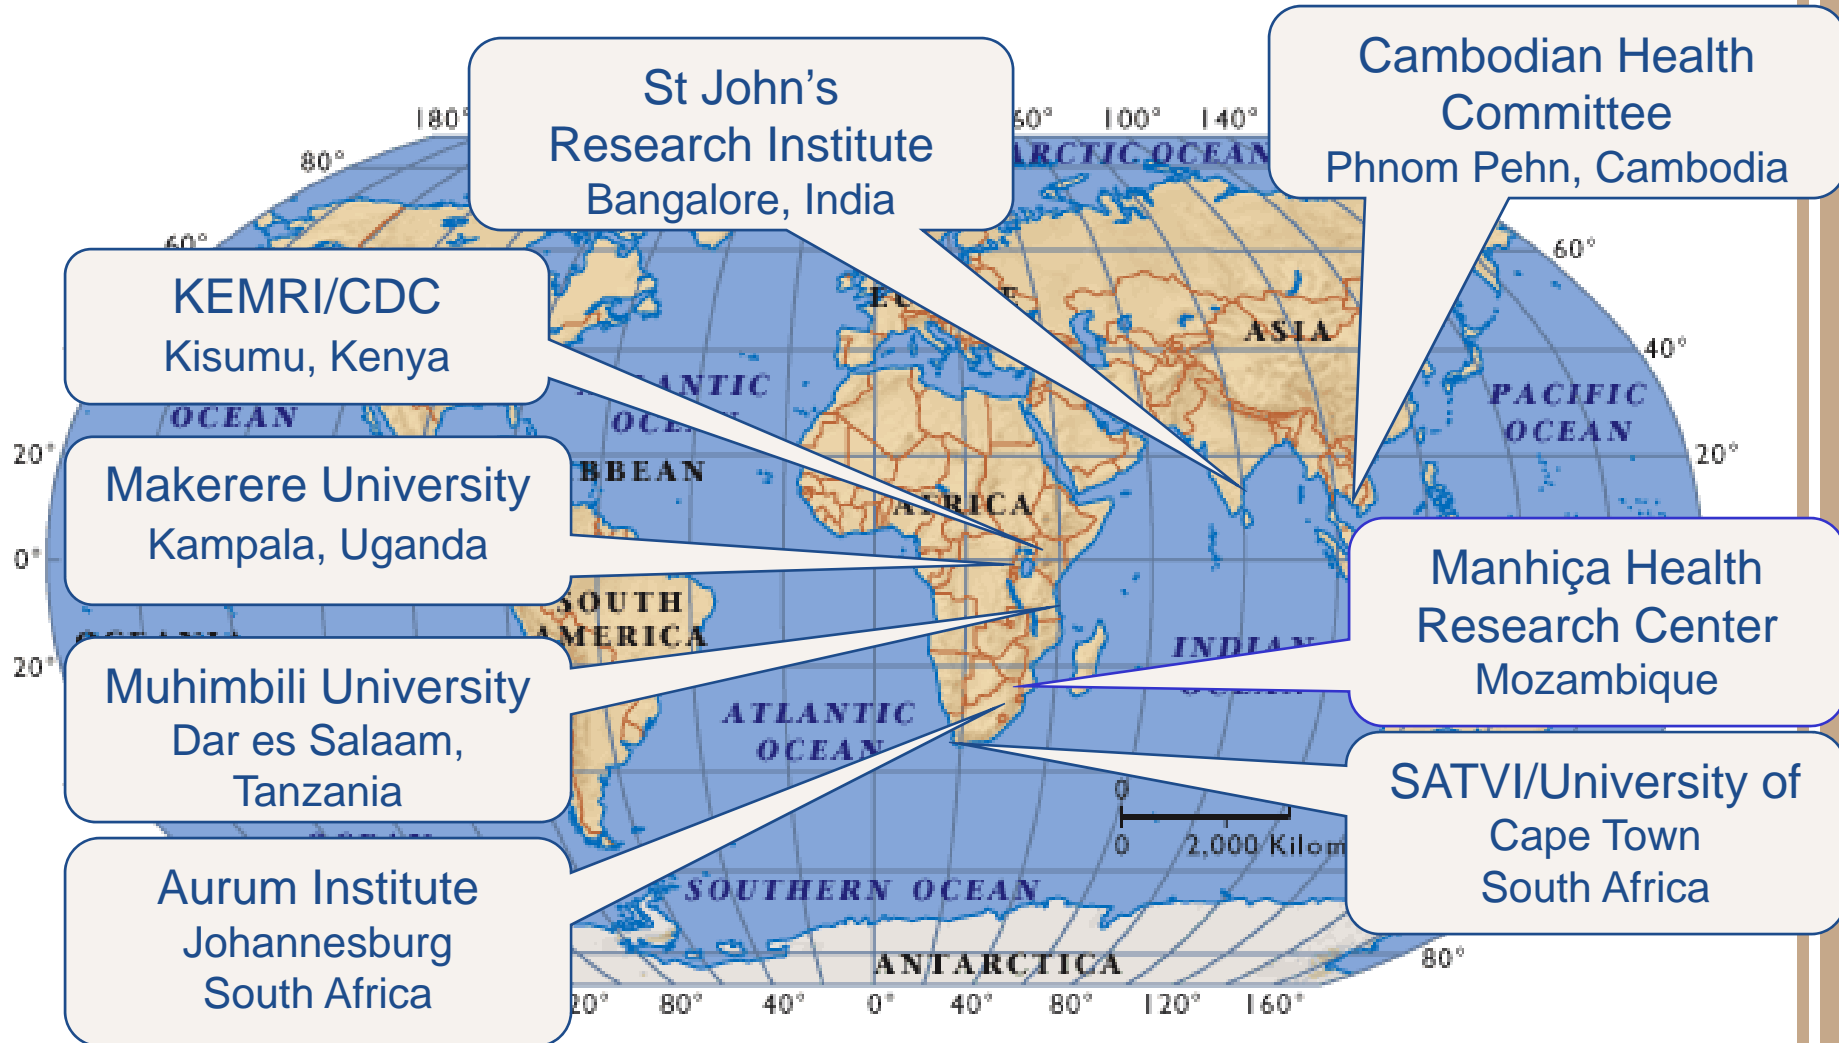 St John's
Research Institute
Bangalore, India
Cambodian Health
Committee
Phnom Pehn, Cambodia
180°
60° 100° 140°
80°
ARCTIC OCEAN
60°
60°
KEMRI/CDC
Kisumu, Kenya
ASIA
40°
OCEAN
PACIFIC
OCEAN
20°
20°
Makerere University
Kampala, Uganda
AFRICA
0°
Manhiça Health
Research Center
Mozambique
SOUTH
AMERICA
INDIAN
20°
Muhimbili University
Dar es Salaam,
Tanzania
ATLANTIC
OCEAN
SATVI/University of
Cape Town
South Africa
0
0 2,000 Kilom
Aurum Institute
Johannesburg
South Africa
SOUTHERN OCEAN
ANTARCTICA
80°
20° 80° 40° 0° 40° 80° 120° 160°